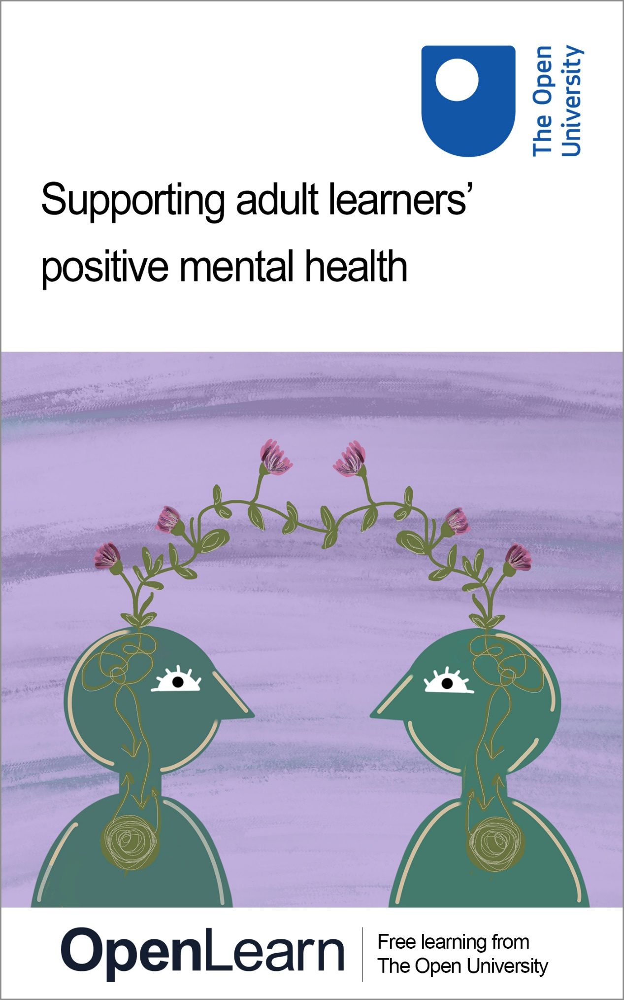 The Open
University
Supporting adult learners’
positive mental health
OpenLearn
Free learning from
The Open University